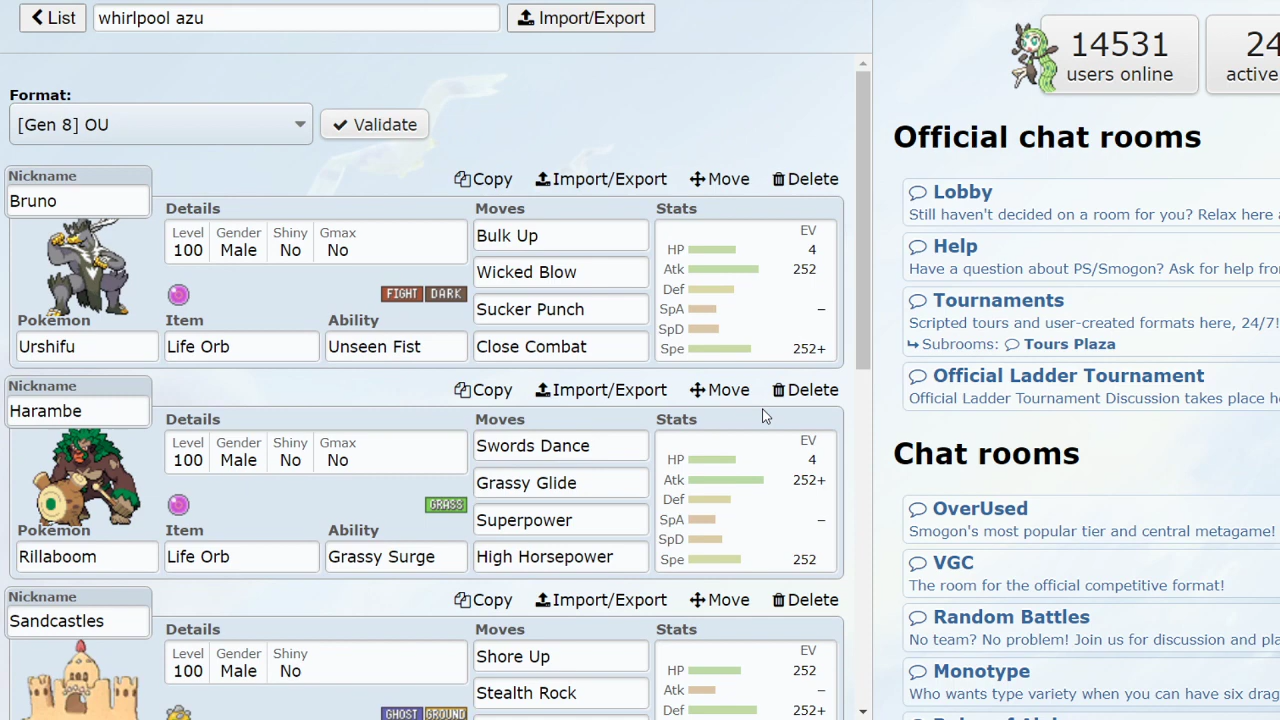 List
whirlpool azu
Import/Export
Format:
[Gen 8] OU
Validate
Nickname
Bruno
Copy Import/Export Move Delete
Details
Level Gender Shiny Gmax
100 Male No No
FIGHT DARK
Pokémon Item Ability
Urshifu Life Orb Unseen Fist
Moves
Bulk Up
Wicked Blow
Sucker Punch
Close Combat
Stats
EV
HP 4
Atk 252
Def
SpA –
SpD
Spe 252+
Nickname
Harambe
Copy Import/Export Move Delete
Details
Level Gender Shiny Gmax
100 Male No No
GRASS
Pokémon Item Ability
Rillaboom Life Orb Grassy Surge
Moves
Swords Dance
Grassy Glide
Superpower
High Horsepower
Stats
EV
HP 4
Atk 252+
Def
SpA –
SpD
Spe 252
Nickname
Sandcastles
Copy Import/Export Move Delete
Details
Level Gender Shiny
100 Male No
GHOST GROUND
Moves
Shore Up
Stealth Rock
Stats
EV
HP 252
Atk –
Def 252+
14531
users online
24
active
Official chat rooms
Lobby
Still haven't decided on a room for you? Relax here
Help
Have a question about PS/Smogon? Ask for help from
Tournaments
Scripted tours and user-created formats here, 24/7!
Subrooms: Tours Plaza
Official Ladder Tournament
Official Ladder Tournament Discussion takes place
Chat rooms
OverUsed
Smogon's most popular tier and central metagame!
VGC
The room for the official competitive format!
Random Battles
No team? No problem! Join us for discussion and
Monotype
Who wants type variety when you can have six